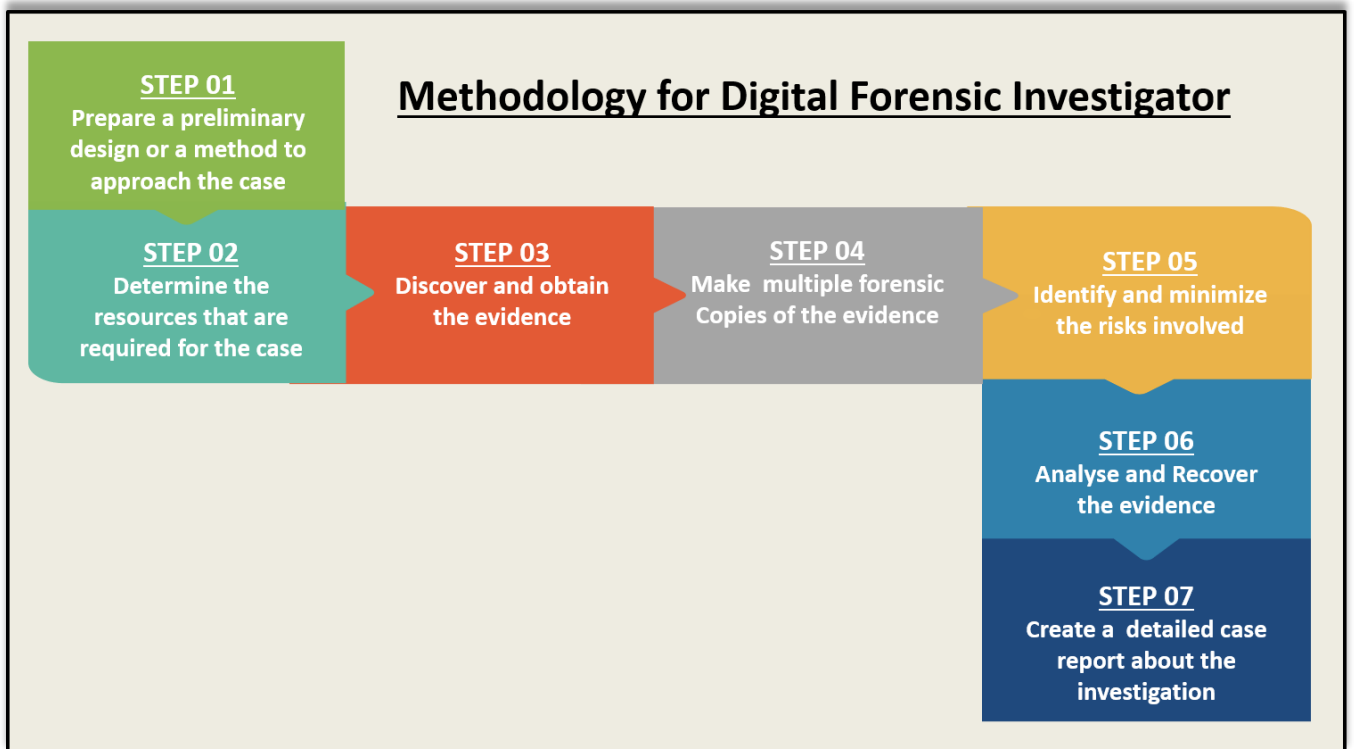 Methodology for Digital Forensic Investigator
STEP 01
Prepare a preliminary
design or a method to
approach the case
STEP 02
Determine the
resources that are
required for the case
STEP 03
Discover and obtain
the evidence
STEP 04
Make  multiple forensic
Copies of the evidence
STEP 05
Identify and minimize
the risks involved
STEP 06
Analyse and Recover
the evidence
STEP 07
Create a  detailed case
report about the
investigation